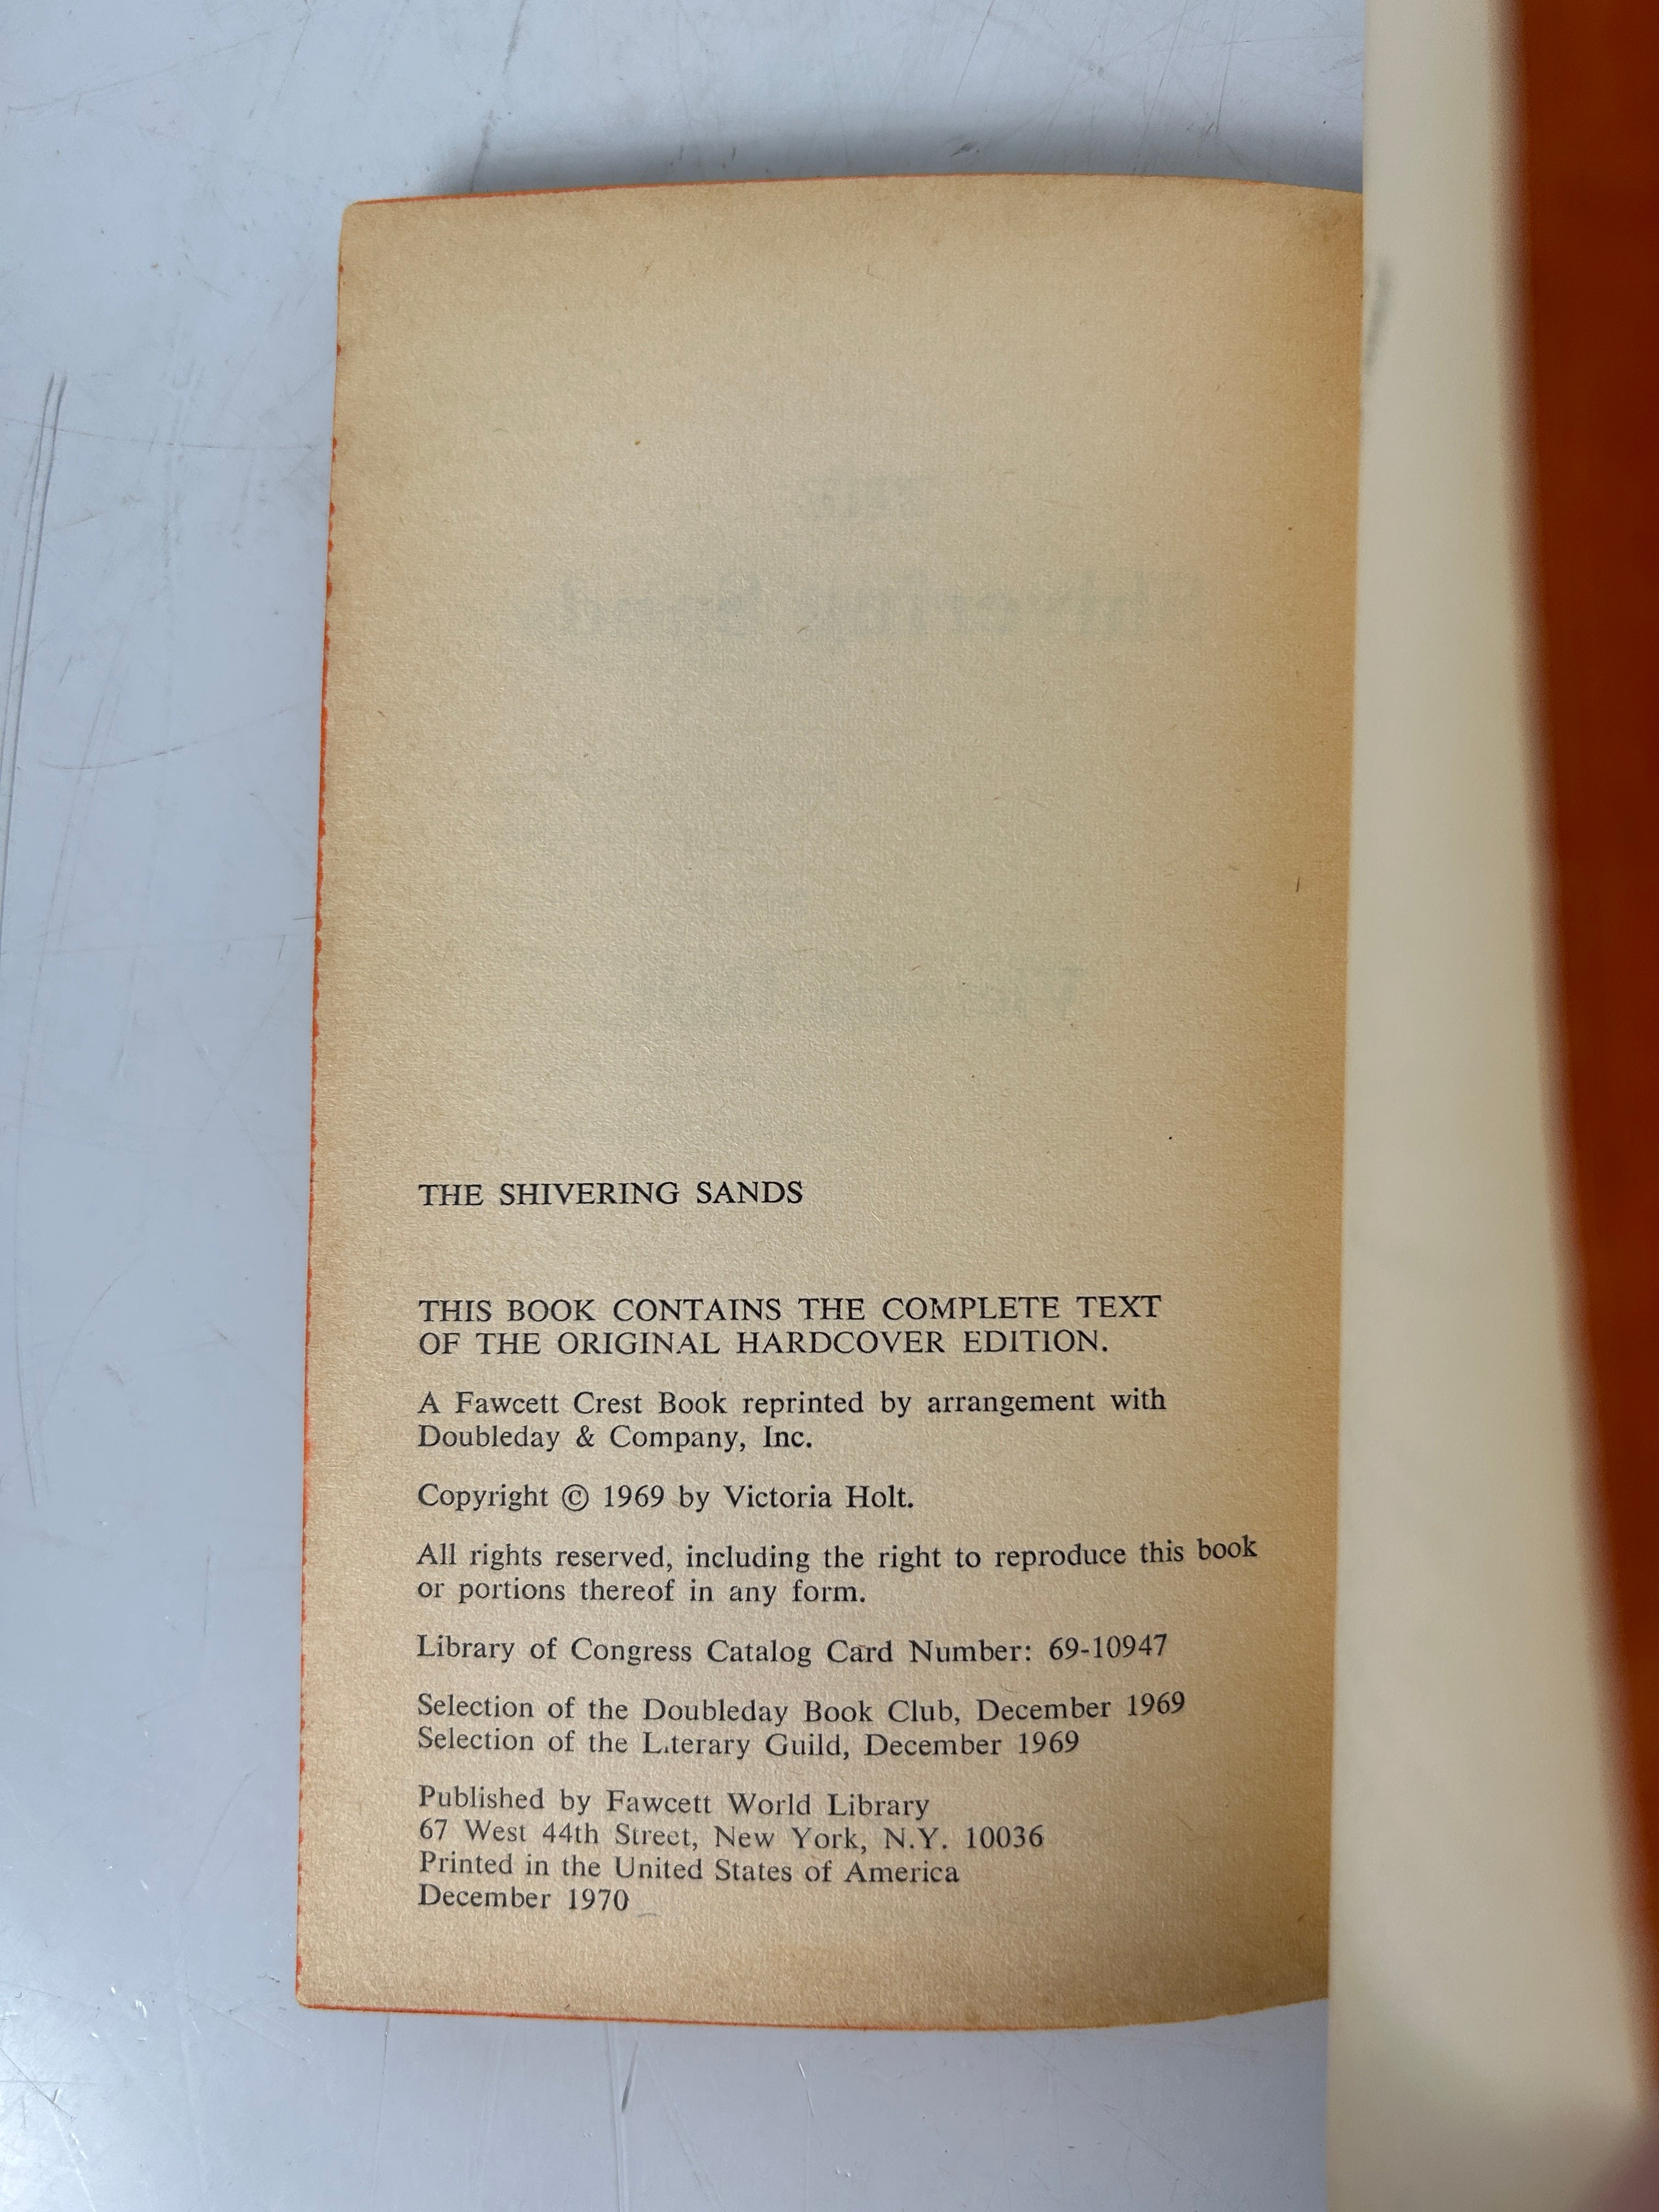 THE SHIVERING SANDS
THIS BOOK CONTAINS THE COMPLETE TEXT
OF THE ORIGINAL HARDCOVER EDITION.
A Fawcett Crest Book reprinted by arrangement with
Doubleday & Company, Inc.
Copyright © 1969 by Victoria Holt.
All rights reserved, including the right to reproduce this book
or portions thereof in any form.
Library of Congress Catalog Card Number: 69-10947
Selection of the Doubleday Book Club, December 1969
Selection of the L.terary Guild, December 1969
Published by Fawcett World Library
67 West 44th Street, New York, N.Y. 10036
Printed in the United States of America
December 1970